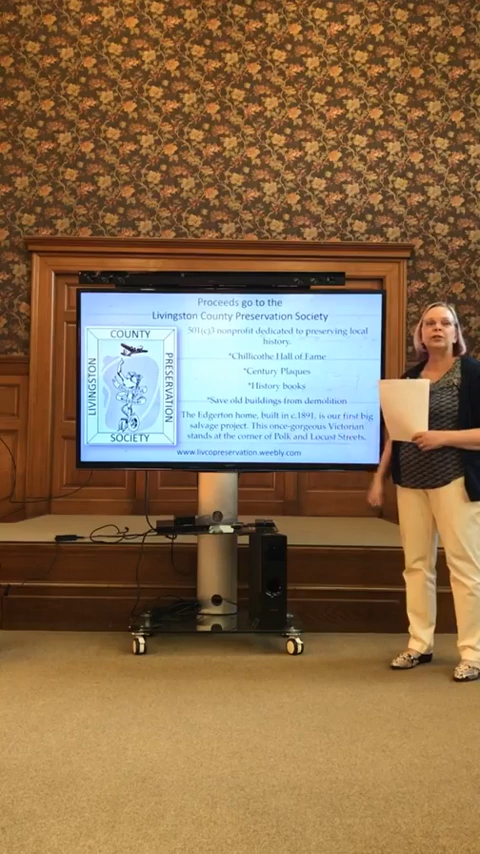 Proceeds go to the
Livingston County Preservation Society
COUNTY
LIVINGSTON
PRESERVATION
SOCIETY
501(c)3 nonprofit dedicated to preserving local
history.
*Chillicothe Hall of Fame
*Century Plaques
*History books
*Save old buildings from demolition
The Edgerton home, built in c.1891, is our first big
salvage project. This once-gorgeous Victorian
stands at the corner of Polk and Locust Streets.
www.livcopreservation.weebly.com